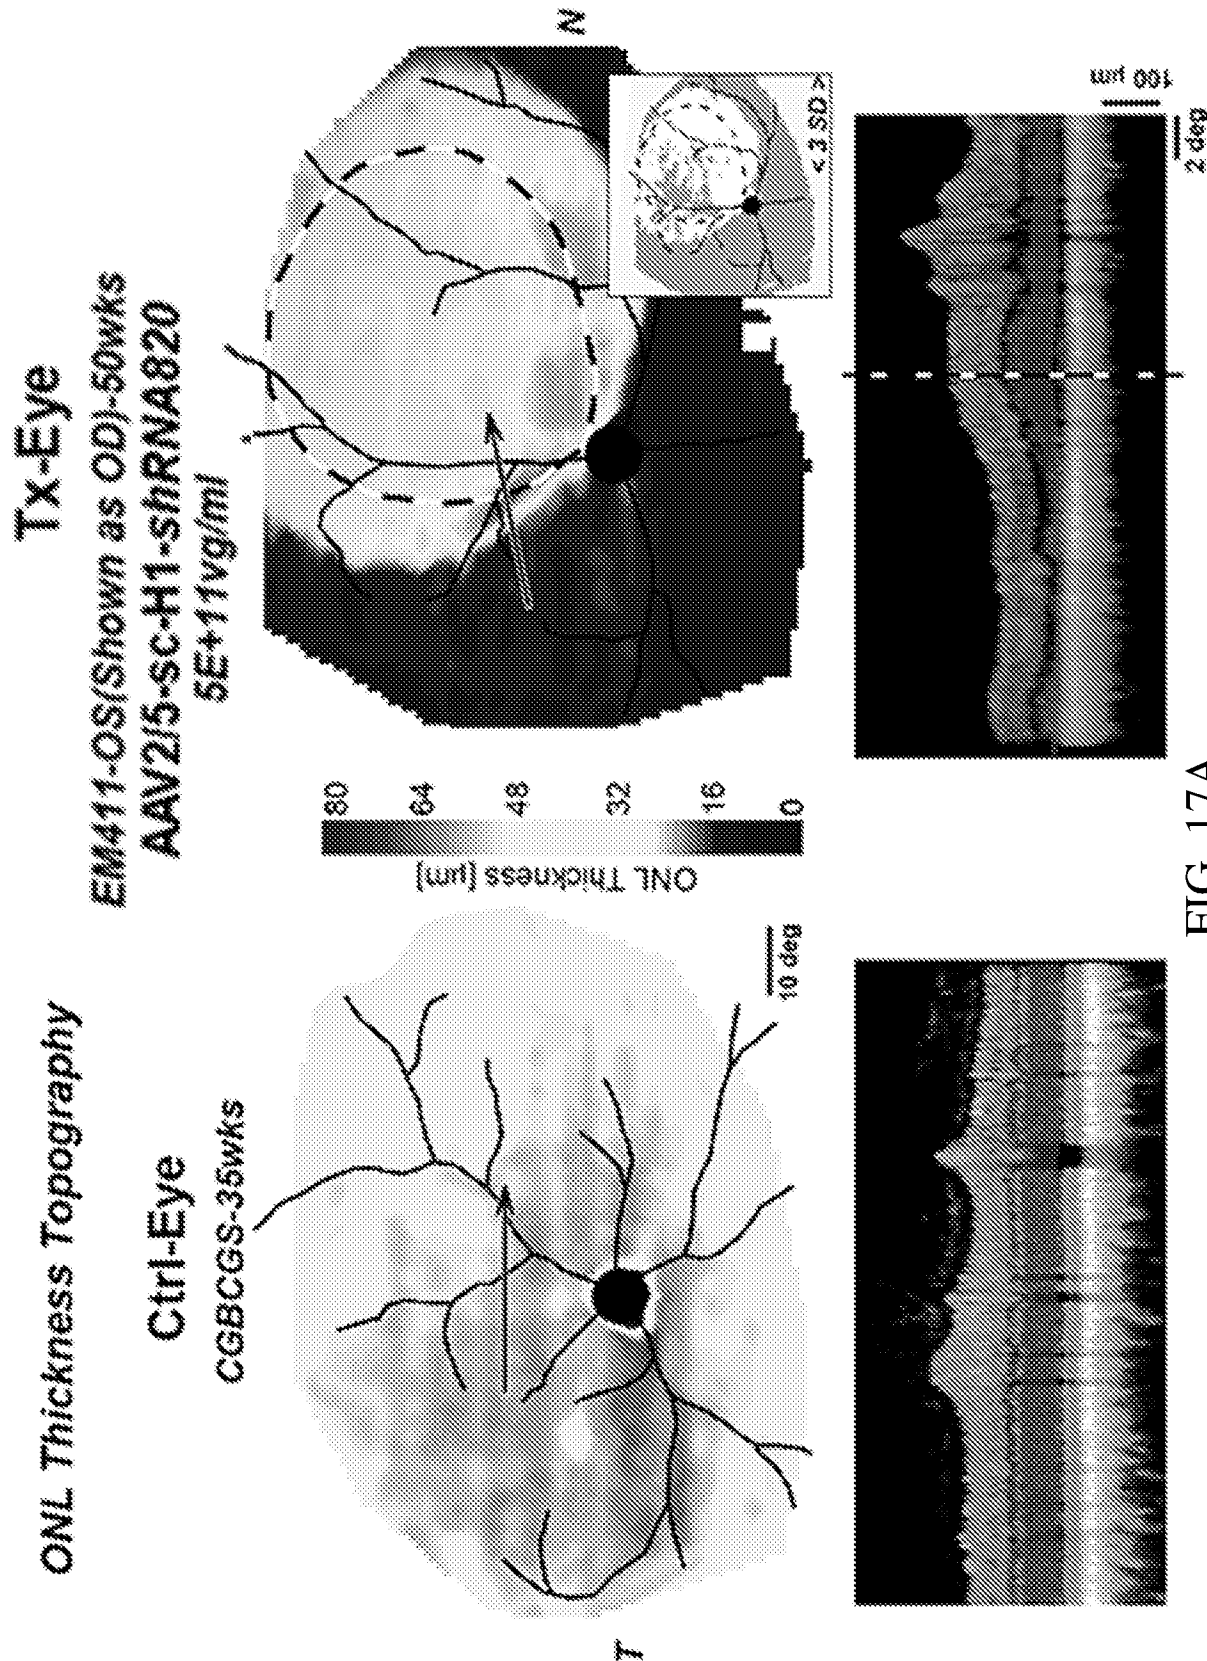 ONL Thickness Topography
Ctrl-Eye
CGBCGS-35wks
Tx-Eye
EM411-OS(Shown as OD)-50wks
AAV2/5-sc-H1-shRNA820
5E+11vg/ml
T
N
10 deg
ONL Thickness [µm]
80
64
48
32
16
0
< 3 SD >
100 µm
2 deg
FIG. 17A